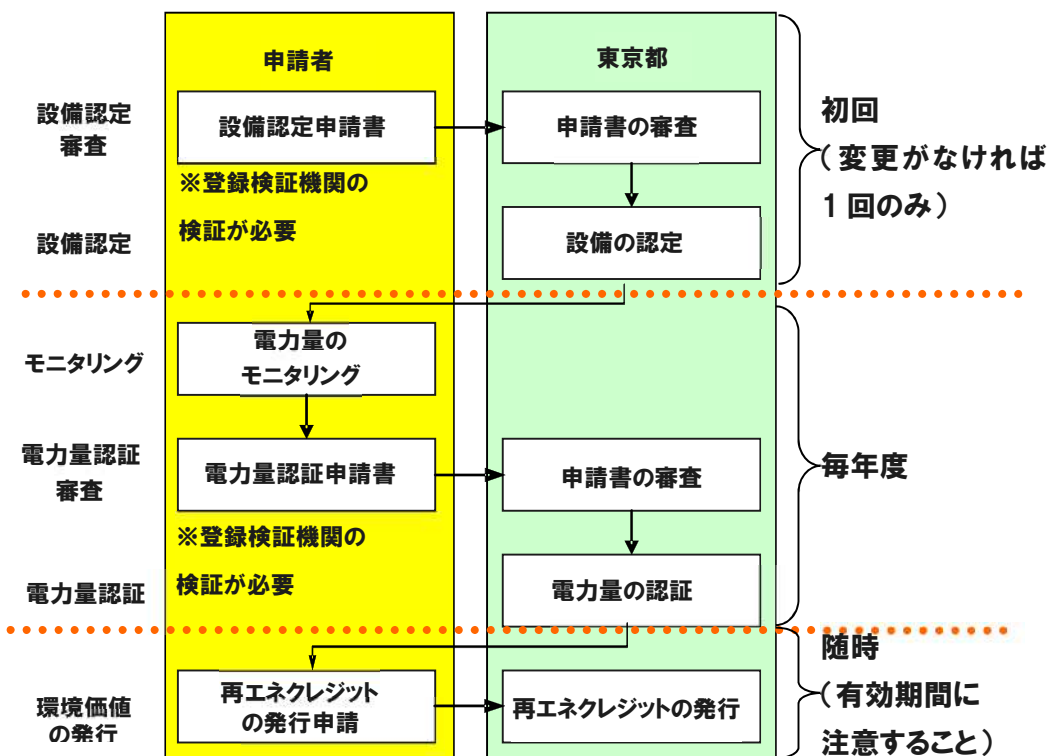 申請者
東京都
設備認定
審査
設備認定申請書
申請書の審査
初回
（変更がなければ
1回のみ）
※登録検証機関の
検証が必要
設備認定
設備の認定
モニタリング
電力量の
モニタリング
電力量認証
審査
電力量認証申請書
申請書の審査
毎年度
※登録検証機関の
検証が必要
電力量認証
電力量の認証
環境価値
の発行
再エネクレジット
の発行申請
再エネクレジットの発行
随時
（有効期間に
注意すること）